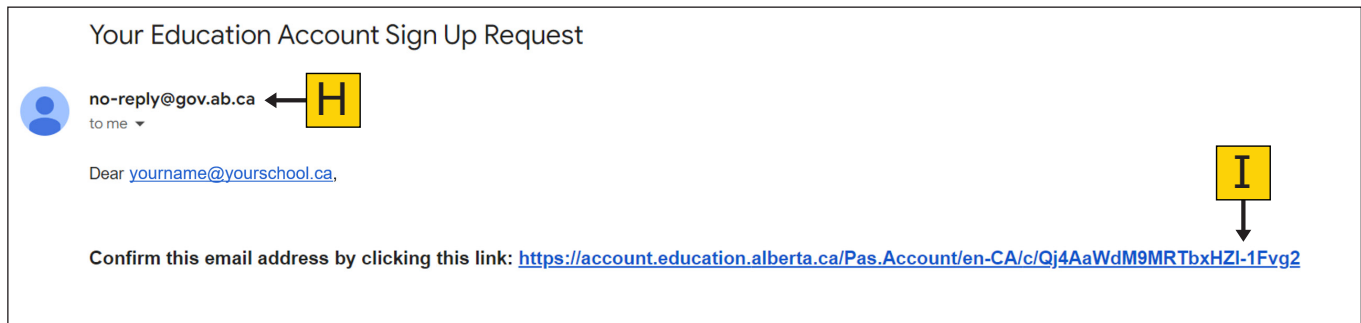 Your Education Account Sign Up Request
no-reply@gov.ab.ca
H
to me
Dear yourname@yourschool.ca,
I
Confirm this email address by clicking this link: https://account.education.alberta.ca/Pas.Account/en-CA/c/Qj4AaWdM9MRTbxHZI-1Fvg2